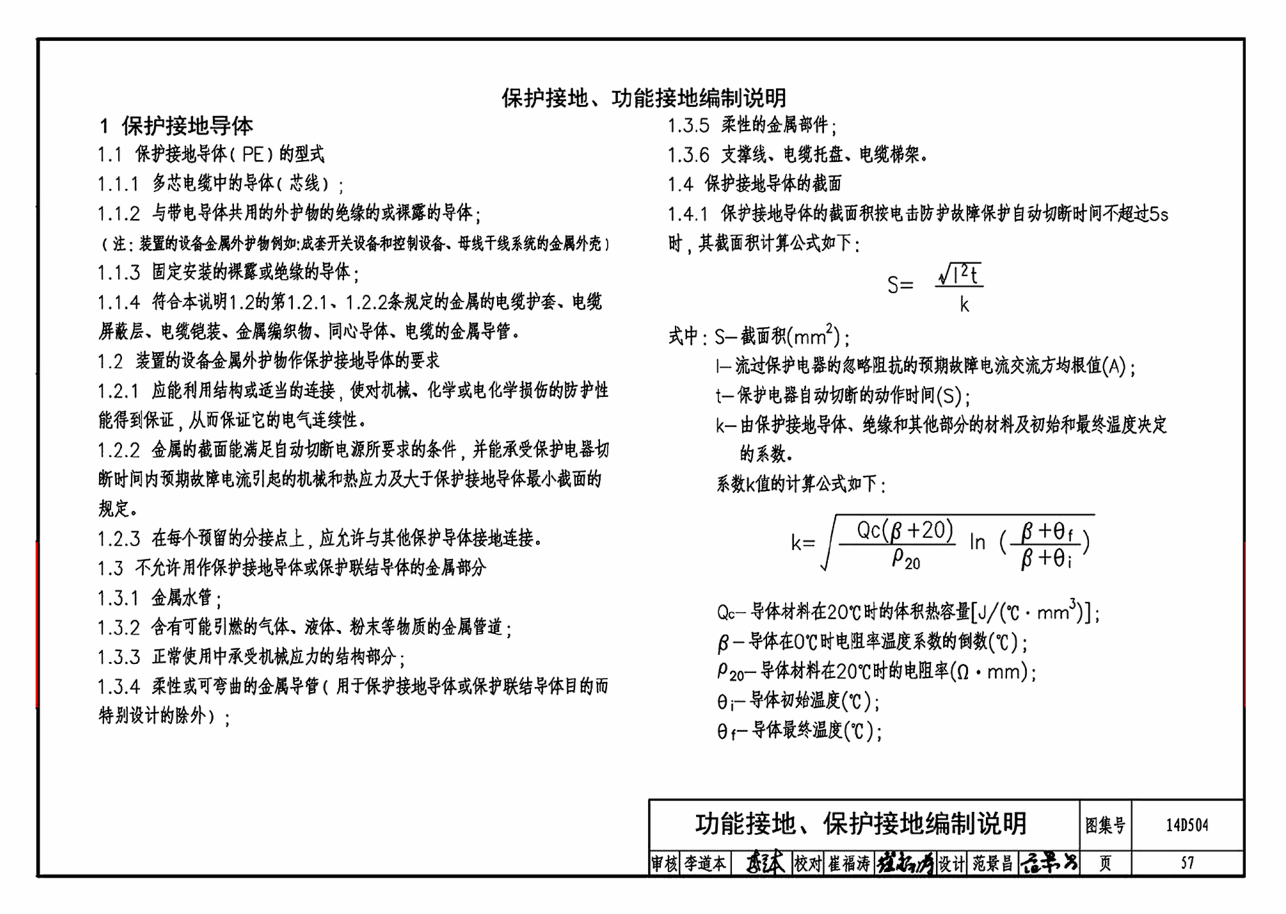 保护接地、功能接地编制说明
1 保护接地导体
1.1 保护接地导体(PE)的型式
1.1.1 多芯电缆中的导体(芯线);
1.1.2 与带电导体共用的外护物的绝缘的或裸露的导体;
(注:装置的设备金属外护物例如:成套开关设备和控制设备、母线干线系统的金属外壳)
1.1.3 固定安装的裸露或绝缘的导体;
1.1.4 符合本说明1.2的第1.2.1、1.2.2条规定的金属的电缆护套、电缆
屏蔽层、电缆铠装、金属编织物、同心导体、电缆的金属导管。
1.2 装置的设备金属外护物作保护接地导体的要求
1.2.1 应能利用结构或适当的连接,使对机械、化学或电化学损伤的防护性
能得到保证,从而保证它的电气连续性。
1.2.2 金属的截面能满足自动切断电源所要求的条件,并能承受保护电器切
断时间内预期故障电流引起的机械和热应力及大于保护接地导体最小截面的
规定。
1.2.3 在每个预留的分接点上,应允许与其他保护导体接地连接。
1.3 不允许用作保护接地导体或保护联结导体的金属部分
1.3.1 金属水管;
1.3.2 含有可能引燃的气体、液体、粉末等物质的金属管道;
1.3.3 正常使用中承受机械应力的结构部分;
1.3.4 柔性或可弯曲的金属导管(用于保护接地导体或保护联结导体目的而
特别设计的除外);
1.3.5 柔性的金属部件;
1.3.6 支撑线、电缆托盘、电缆梯架。
1.4 保护接地导体的截面
1.4.1 保护接地导体的截面积按电击防护故障保护自动切断时间不超过5s
时,其截面积计算公式如下:
S= √I²t / k
式中:S—截面积(mm²);
I—流过保护电器的忽略阻抗的预期故障电流交流方均根值(A);
t—保护电器自动切断的动作时间(S);
k—由保护接地导体、绝缘和其他部分的材料及初始和最终温度决定
的系数。
系数k值的计算公式如下:
k=√ Qc(β+20) / ρ20 ln (β+θf / β+θi)
Qc—导体材料在20℃时的体积热容量[J/(℃·mm³)];
β—导体在0℃时电阻率温度系数的倒数(℃);
ρ20—导体材料在20℃时的电阻率(Ω·mm);
θi—导体初始温度(℃);
θf—导体最终温度(℃);
功能接地、保护接地编制说明 图集号 14D504
审核 李道本 校对 崔福涛 设计 范景昌 页 57